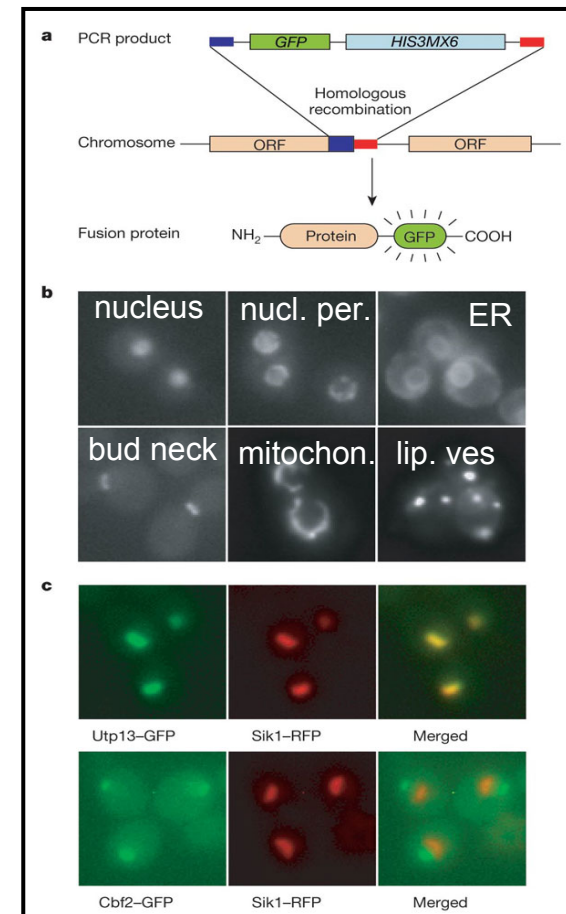 a
PCR product
GFP
HIS3MX6
Homologous
recombination
Chromosome
ORF
ORF
Fusion protein
NH2
Protein
GFP
COOH
b
nucleus
nucl. per.
ER
bud neck
mitochon.
lip. ves
c
Utp13–GFP
Sik1–RFP
Merged
Cbf2–GFP
Sik1–RFP
Merged